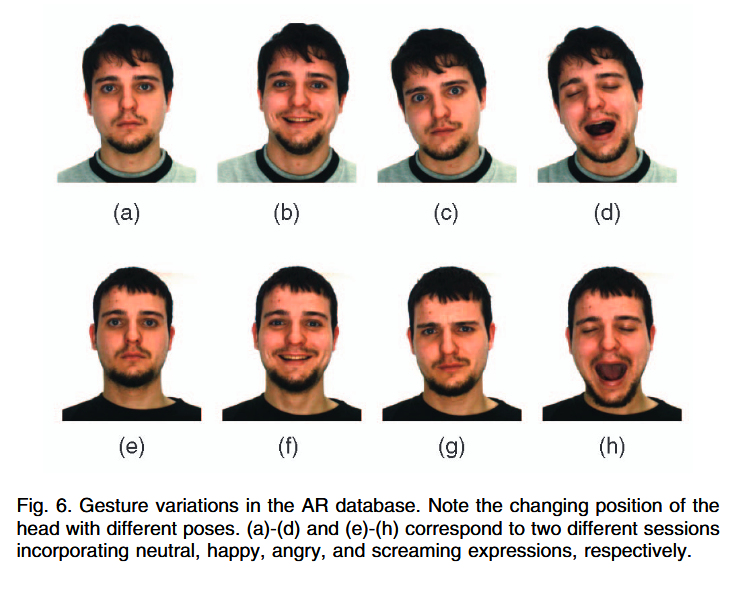 (a) (b) (c) (d)
(e) (f) (g) (h)
Fig. 6. Gesture variations in the AR database. Note the changing position of the
head with different poses. (a)-(d) and (e)-(h) correspond to two different sessions
incorporating neutral, happy, angry, and screaming expressions, respectively.